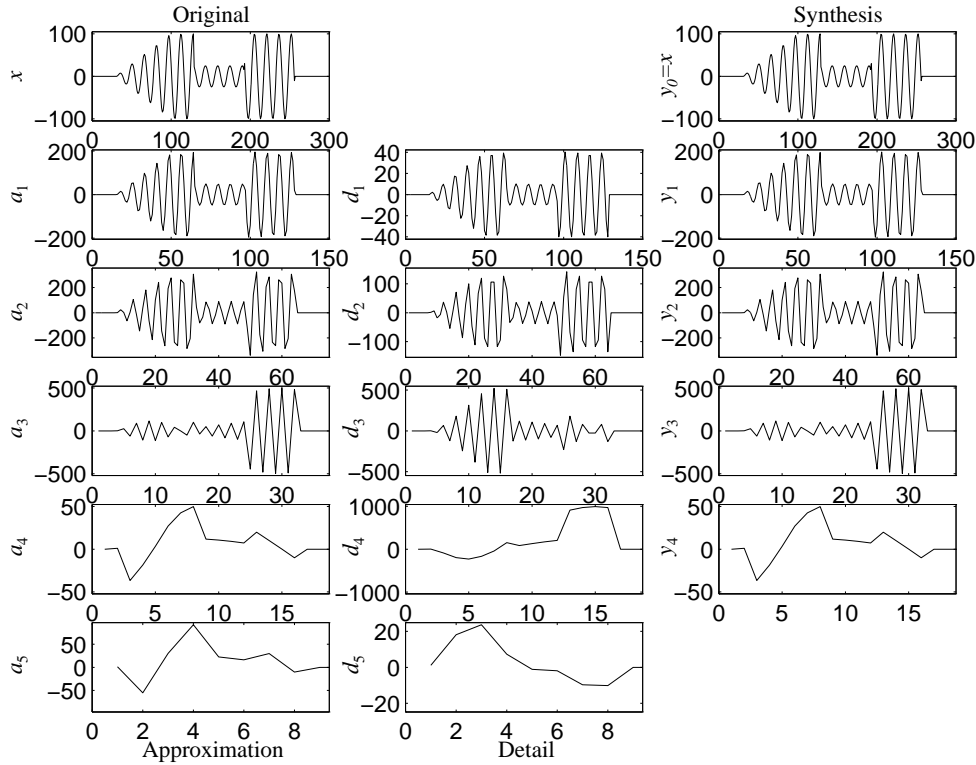 Original Synthesis
x
100
0
−100
0 100 200 300
y0=x
100
0
−100
0 100 200 300
a1
200
0
−200
0 50 100 150
d1
40
20
0
−20
−40
0 50 100 150
y1
200
0
−200
0 50 100 150
a2
200
0
−200
0 20 40 60
d2
100
0
−100
0 20 40 60
y2
200
0
−200
0 20 40 60
a3
500
0
−500
0 10 20 30
d3
500
0
−500
0 10 20 30
y3
500
0
−500
0 10 20 30
a4
50
0
−50
0 5 10 15
d4
1000
0
−1000
0 5 10 15
y4
50
0
−50
0 5 10 15
a5
50
0
−50
0 2 4 6 8
d5
20
0
−20
0 2 4 6 8
Approximation Detail